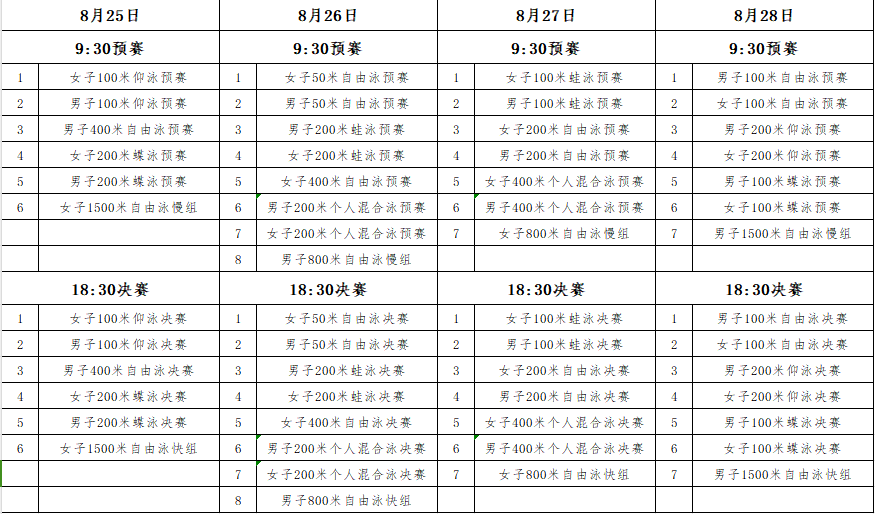 8月25日 8月26日 8月27日 8月28日
9:30预赛 9:30预赛 9:30预赛 9:30预赛
1 女子100米仰泳预赛 1 女子50米自由泳预赛 1 女子100米蛙泳预赛 1 男子100米自由泳预赛
2 男子100米仰泳预赛 2 男子50米自由泳预赛 2 男子100米蛙泳预赛 2 女子100米自由泳预赛
3 男子400米自由泳预赛 3 男子200米蛙泳预赛 3 女子200米自由泳预赛 3 男子200米仰泳预赛
4 女子200米蝶泳预赛 4 女子200米蛙泳预赛 4 男子200米自由泳预赛 4 女子200米仰泳预赛
5 男子200米蝶泳预赛 5 女子400米自由泳预赛 5 女子400米个人混合泳预赛 5 男子100米蝶泳预赛
6 女子1500米自由泳慢组 6 男子200米个人混合泳预赛 6 男子400米个人混合泳预赛 6 女子100米蝶泳预赛
7 女子200米个人混合泳预赛 7 女子800米自由泳慢组 7 男子1500米自由泳慢组
8 男子800米自由泳慢组
18:30决赛 18:30决赛 18:30决赛 18:30决赛
1 女子100米仰泳决赛 1 女子50米自由泳决赛 1 女子100米蛙泳决赛 1 男子100米自由泳决赛
2 男子100米仰泳决赛 2 男子50米自由泳决赛 2 男子100米蛙泳决赛 2 女子100米自由泳决赛
3 男子400米自由泳决赛 3 男子200米蛙泳决赛 3 女子200米自由泳决赛 3 男子200米仰泳决赛
4 女子200米蝶泳决赛 4 女子200米蛙泳决赛 4 男子200米自由泳决赛 4 女子200米仰泳决赛
5 男子200米蝶泳决赛 5 女子400米自由泳决赛 5 女子400米个人混合泳决赛 5 男子100米蝶泳决赛
6 女子1500米自由泳快组 6 男子200米个人混合泳决赛 6 男子400米个人混合泳决赛 6 女子100米蝶泳决赛
7 女子200米个人混合泳决赛 7 女子800米自由泳快组 7 男子1500米自由泳快组
8 男子800米自由泳快组